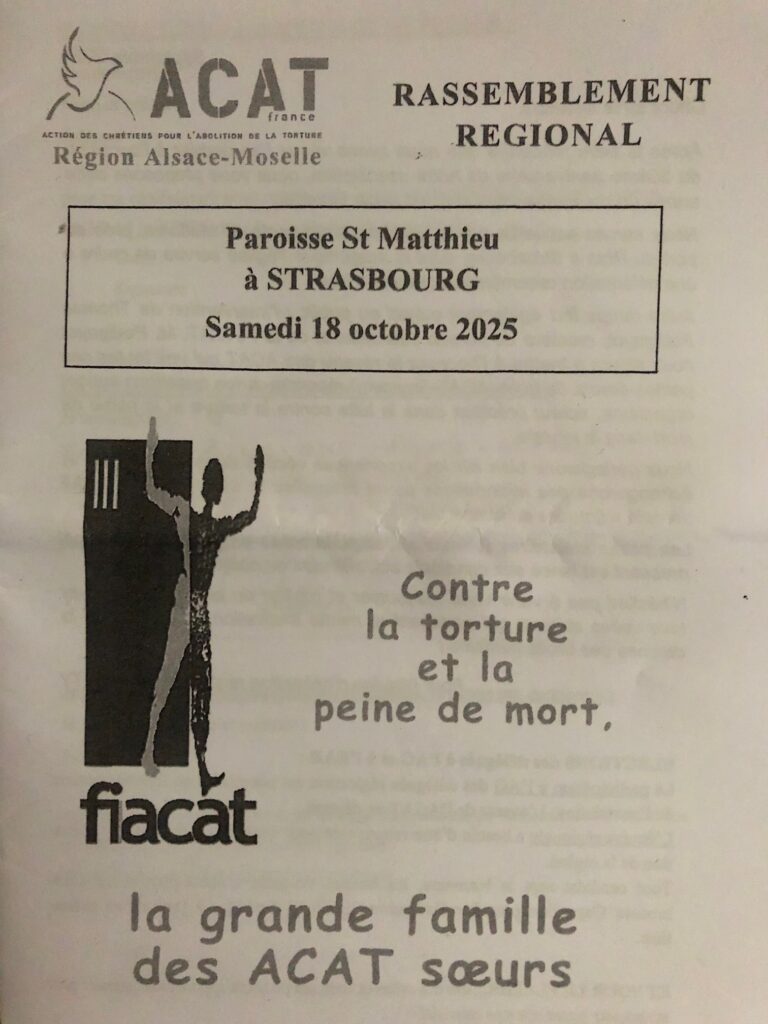 ACAT
france
ACTION DES CHRÉTIENS POUR L'ABOLITION DE LA TORTURE
Région Alsace-Moselle
RASSEMBLEMENT
REGIONAL
Paroisse St Matthieu
à STRASBOURG
Samedi 18 octobre 2025
Contre
la torture
et la
peine de mort,
fiacat
la grande famille
des ACAT sœurs